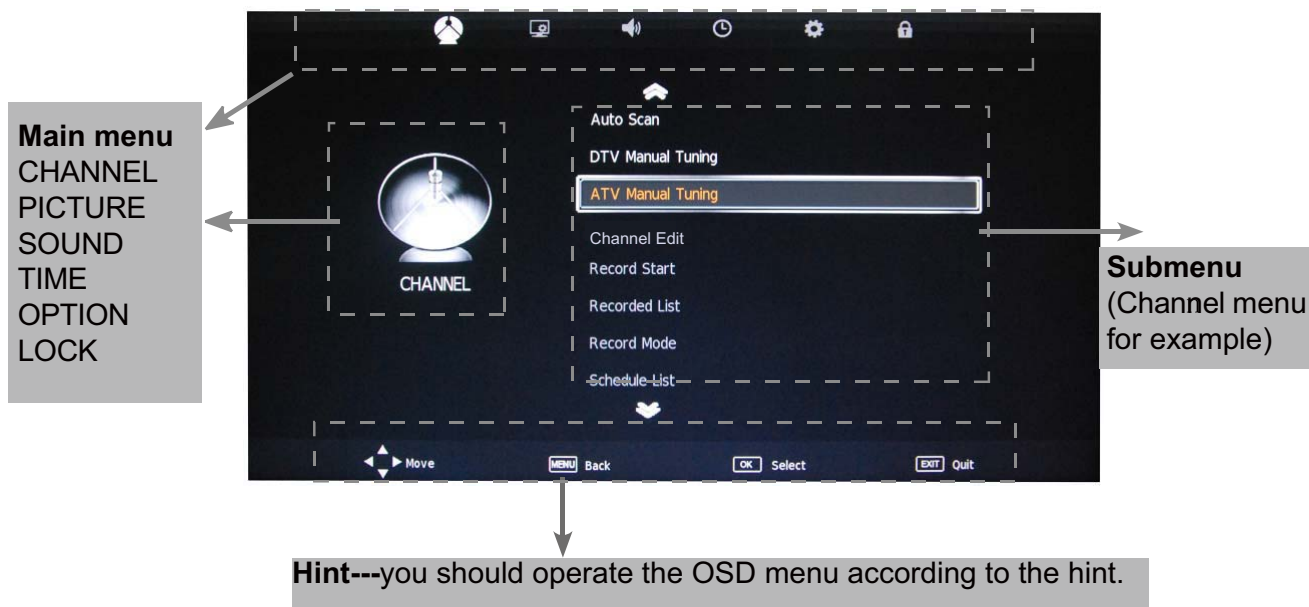 Main menu
CHANNEL
PICTURE
SOUND
TIME
OPTION
LOCK
CHANNEL
Auto Scan
DTV Manual Tuning
ATV Manual Tuning
Channel Edit
Record Start
Recorded List
Record Mode
Schedule List
Submenu
(Channel menu
for example)
Move MENU Back OK Select EXIT Quit
Hint---you should operate the OSD menu according to the hint.